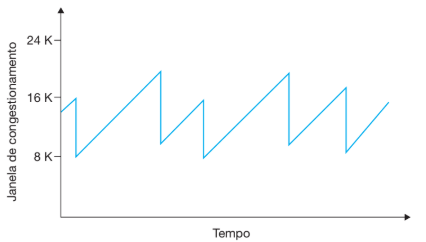 Janela de congestionamento
24 K
16 K
8 K
Tempo